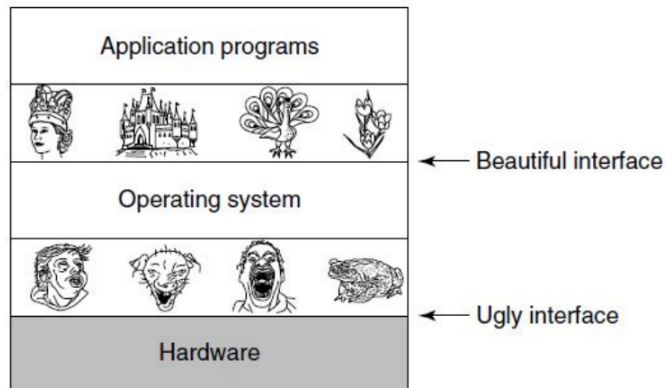 Application programs
Beautiful interface
Operating system
Ugly interface
Hardware